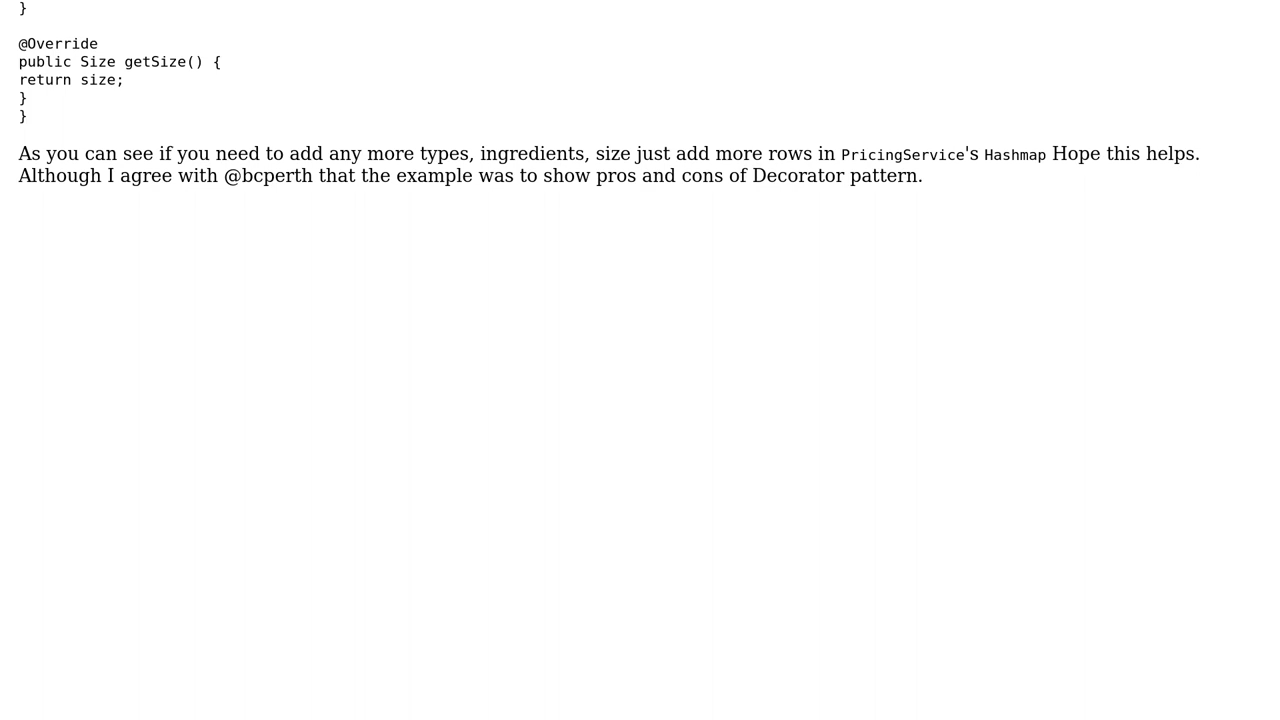 }
@Override
public Size getSize() {
return size;
}
}
As you can see if you need to add any more types, ingredients, size just add more rows in PricingService's Hashmap Hope this helps.
Although I agree with @bcperth that the example was to show pros and cons of Decorator pattern.